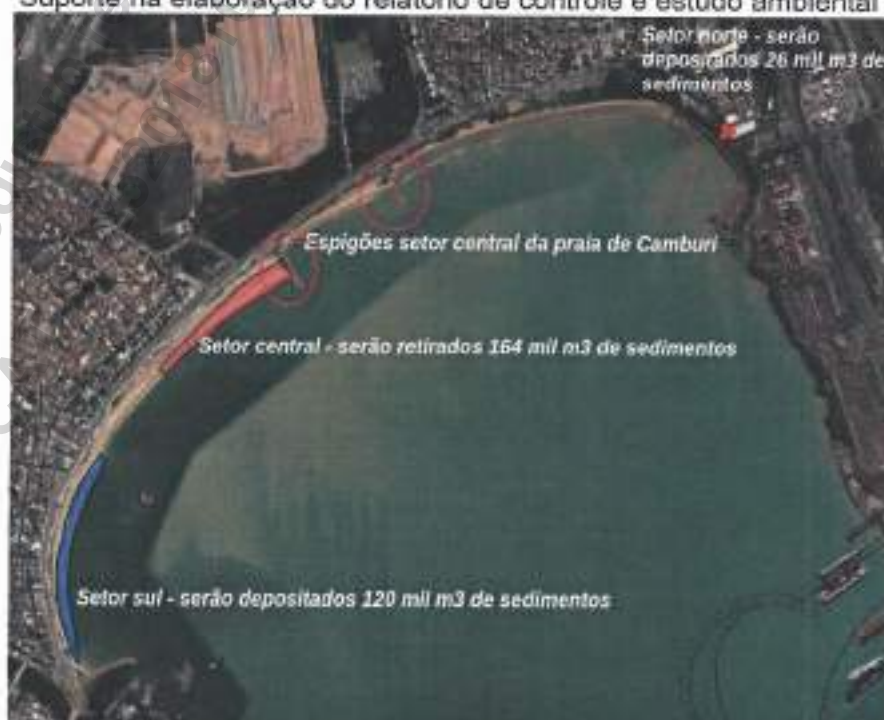 Suporte na elaboração do relatório de controle e estudo ambiental
Setor norte - serão
depositados 26 mil m3 de
sedimentos
Espigões setor central da praia de Camburi
Setor central - serão retirados 164 mil m3 de sedimentos
Setor sul - serão depositados 120 mil m3 de sedimentos